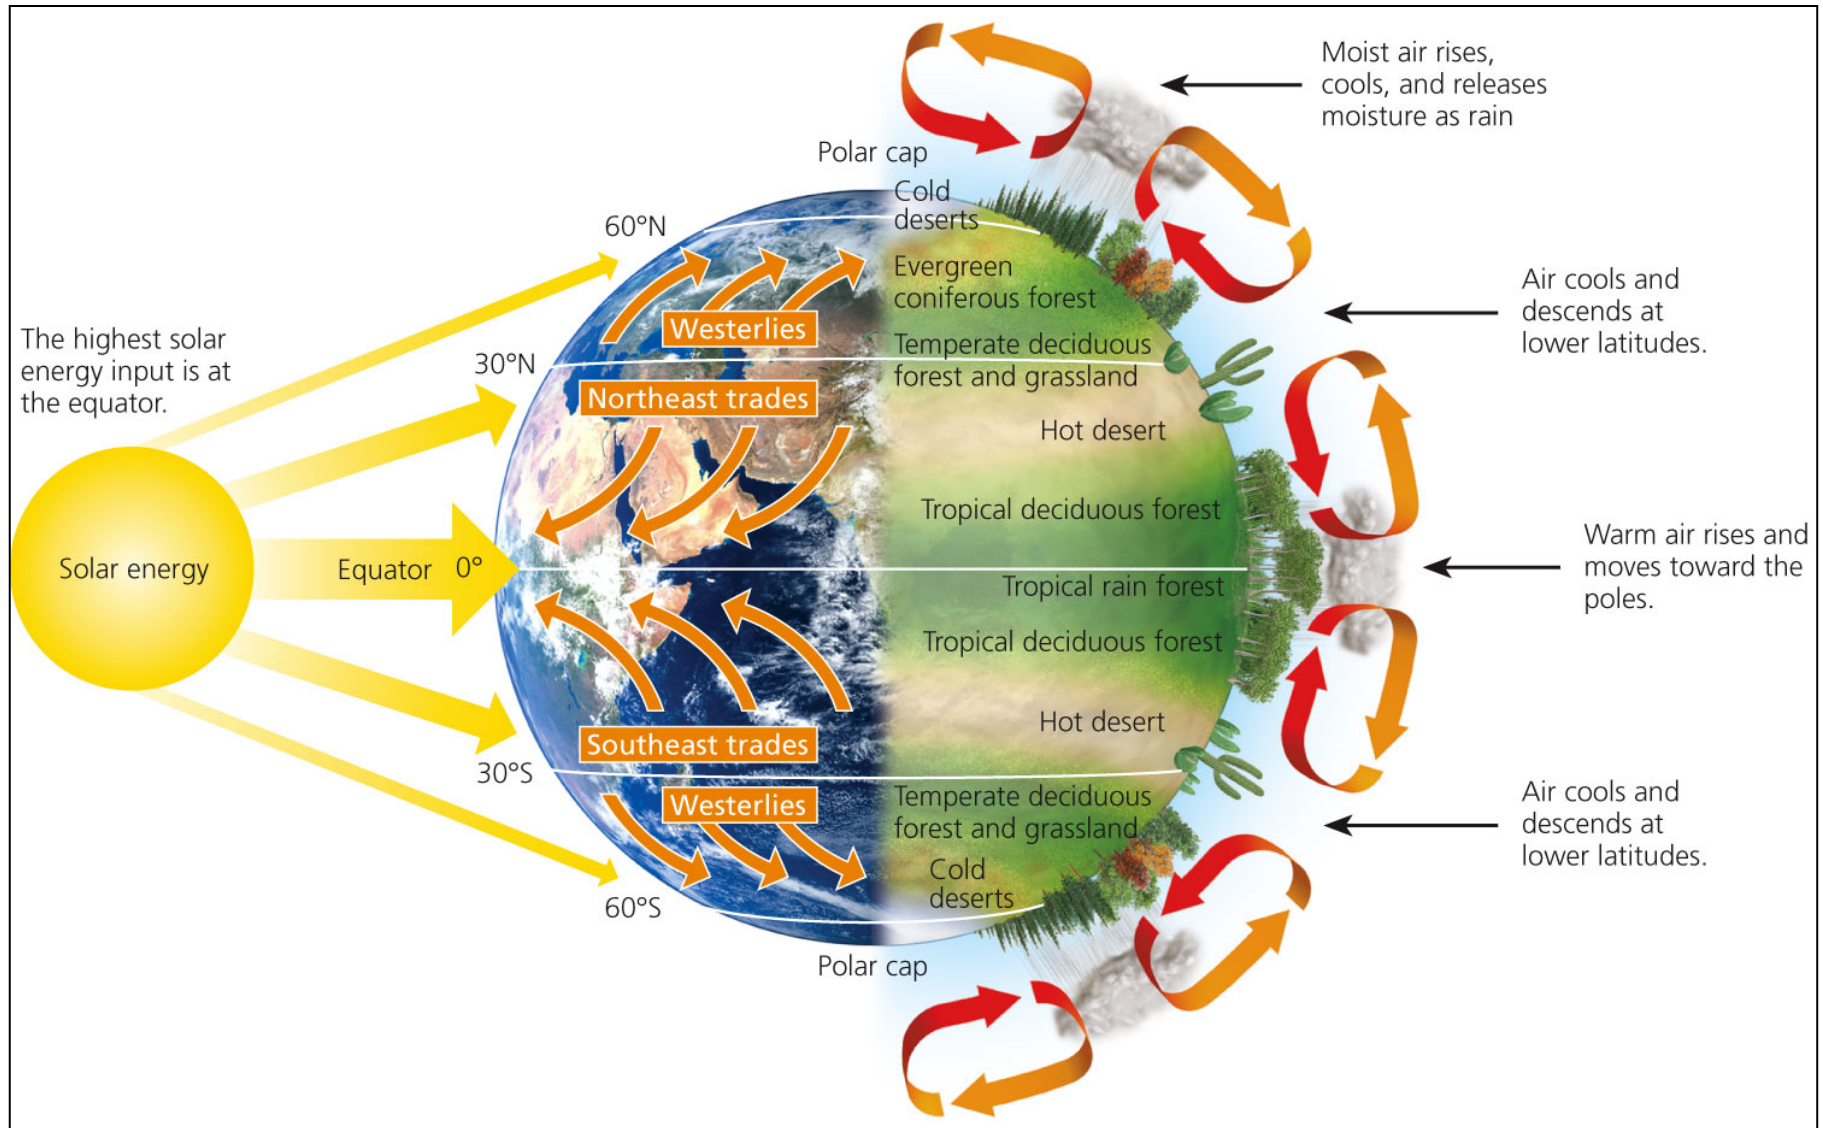 Moist air rises,
cools, and releases
moisture as rain
Polar cap
Cold
deserts
60°N
Evergreen
coniferous forest
Air cools and
descends at
lower latitudes.
Westerlies
The highest solar
energy input is at
the equator.
30°N
Temperate deciduous
forest and grassland
Northeast trades
Hot desert
Tropical deciduous forest
Warm air rises and
moves toward the
poles.
Solar energy
Equator 0°
Tropical rain forest
Tropical deciduous forest
Hot desert
Southeast trades
30°S
Westerlies
Temperate deciduous
forest and grassland
Air cools and
descends at
lower latitudes.
Cold
deserts
60°S
Polar cap